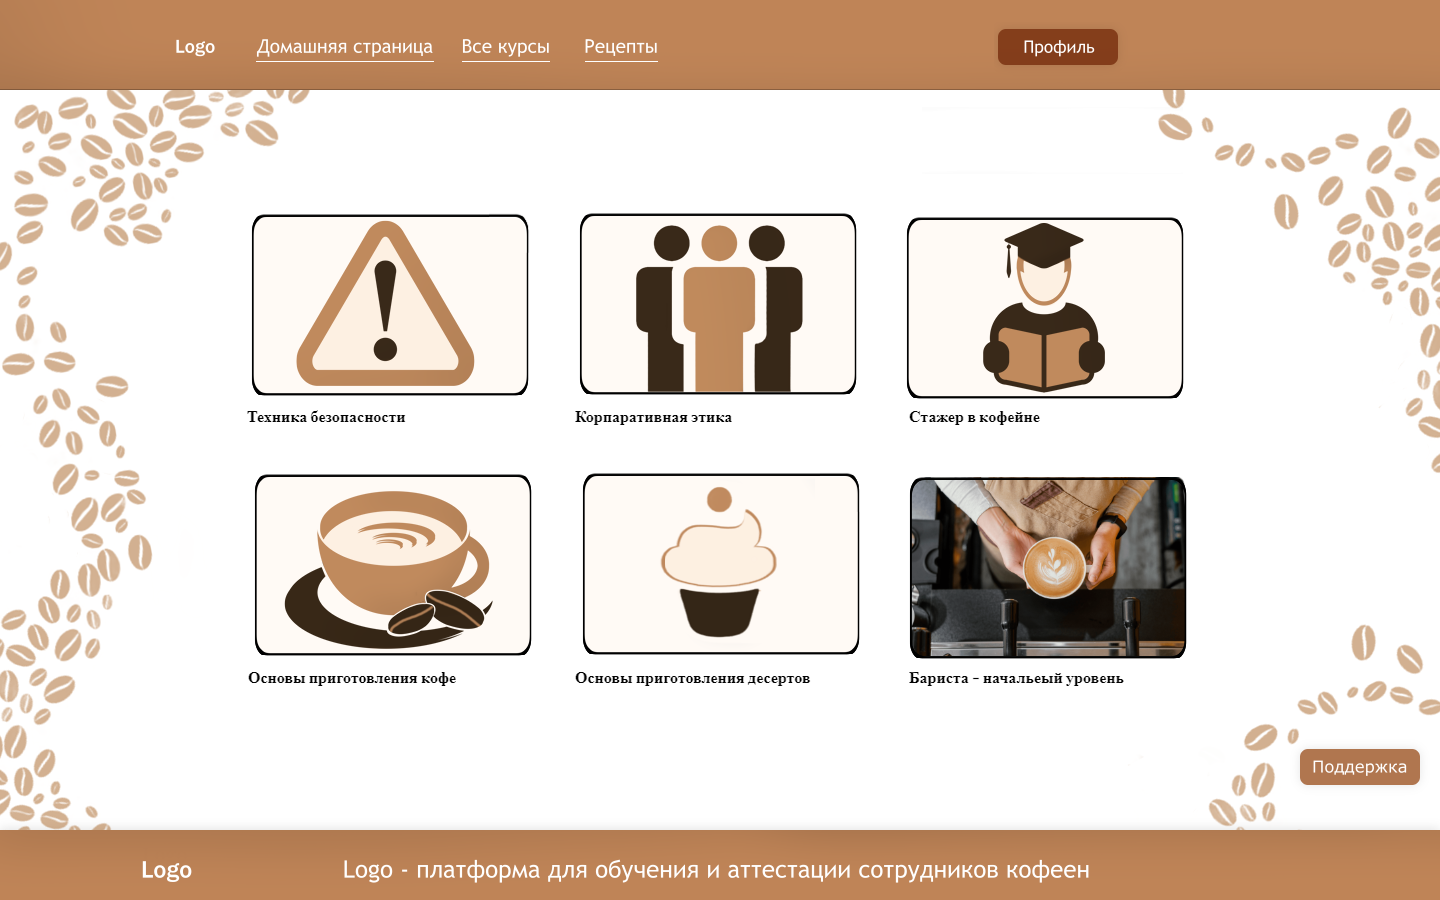 Logo Домашняя страница Все курсы Рецепты Профиль
Техника безопасности Корпаративная этика Стажер в кофейне
Основы приготовления кофе Основы приготовления десертов Бариста - начальеый уровень
Поддержка
Logo Logo - платформа для обучения и аттестации сотрудников кофеен